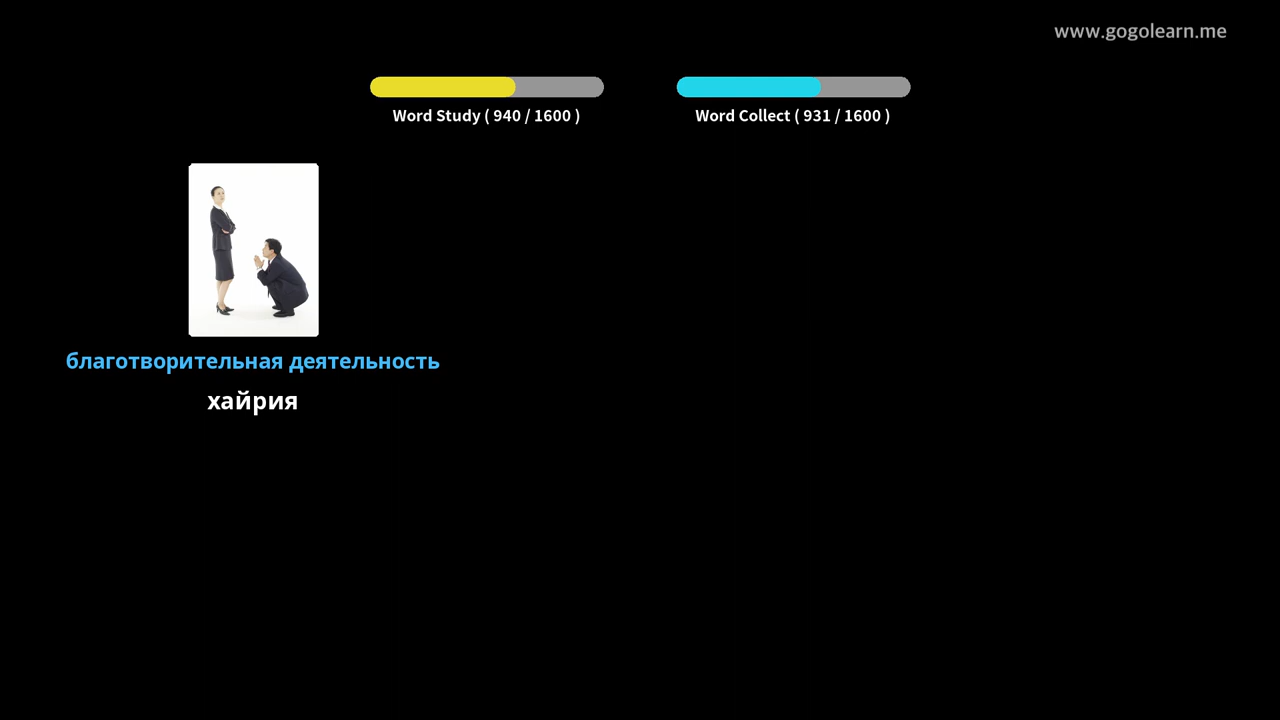 www.gogolearn.me
Word Study ( 940 / 1600 )
Word Collect ( 931 / 1600 )
благотворительная деятельность
хайрия